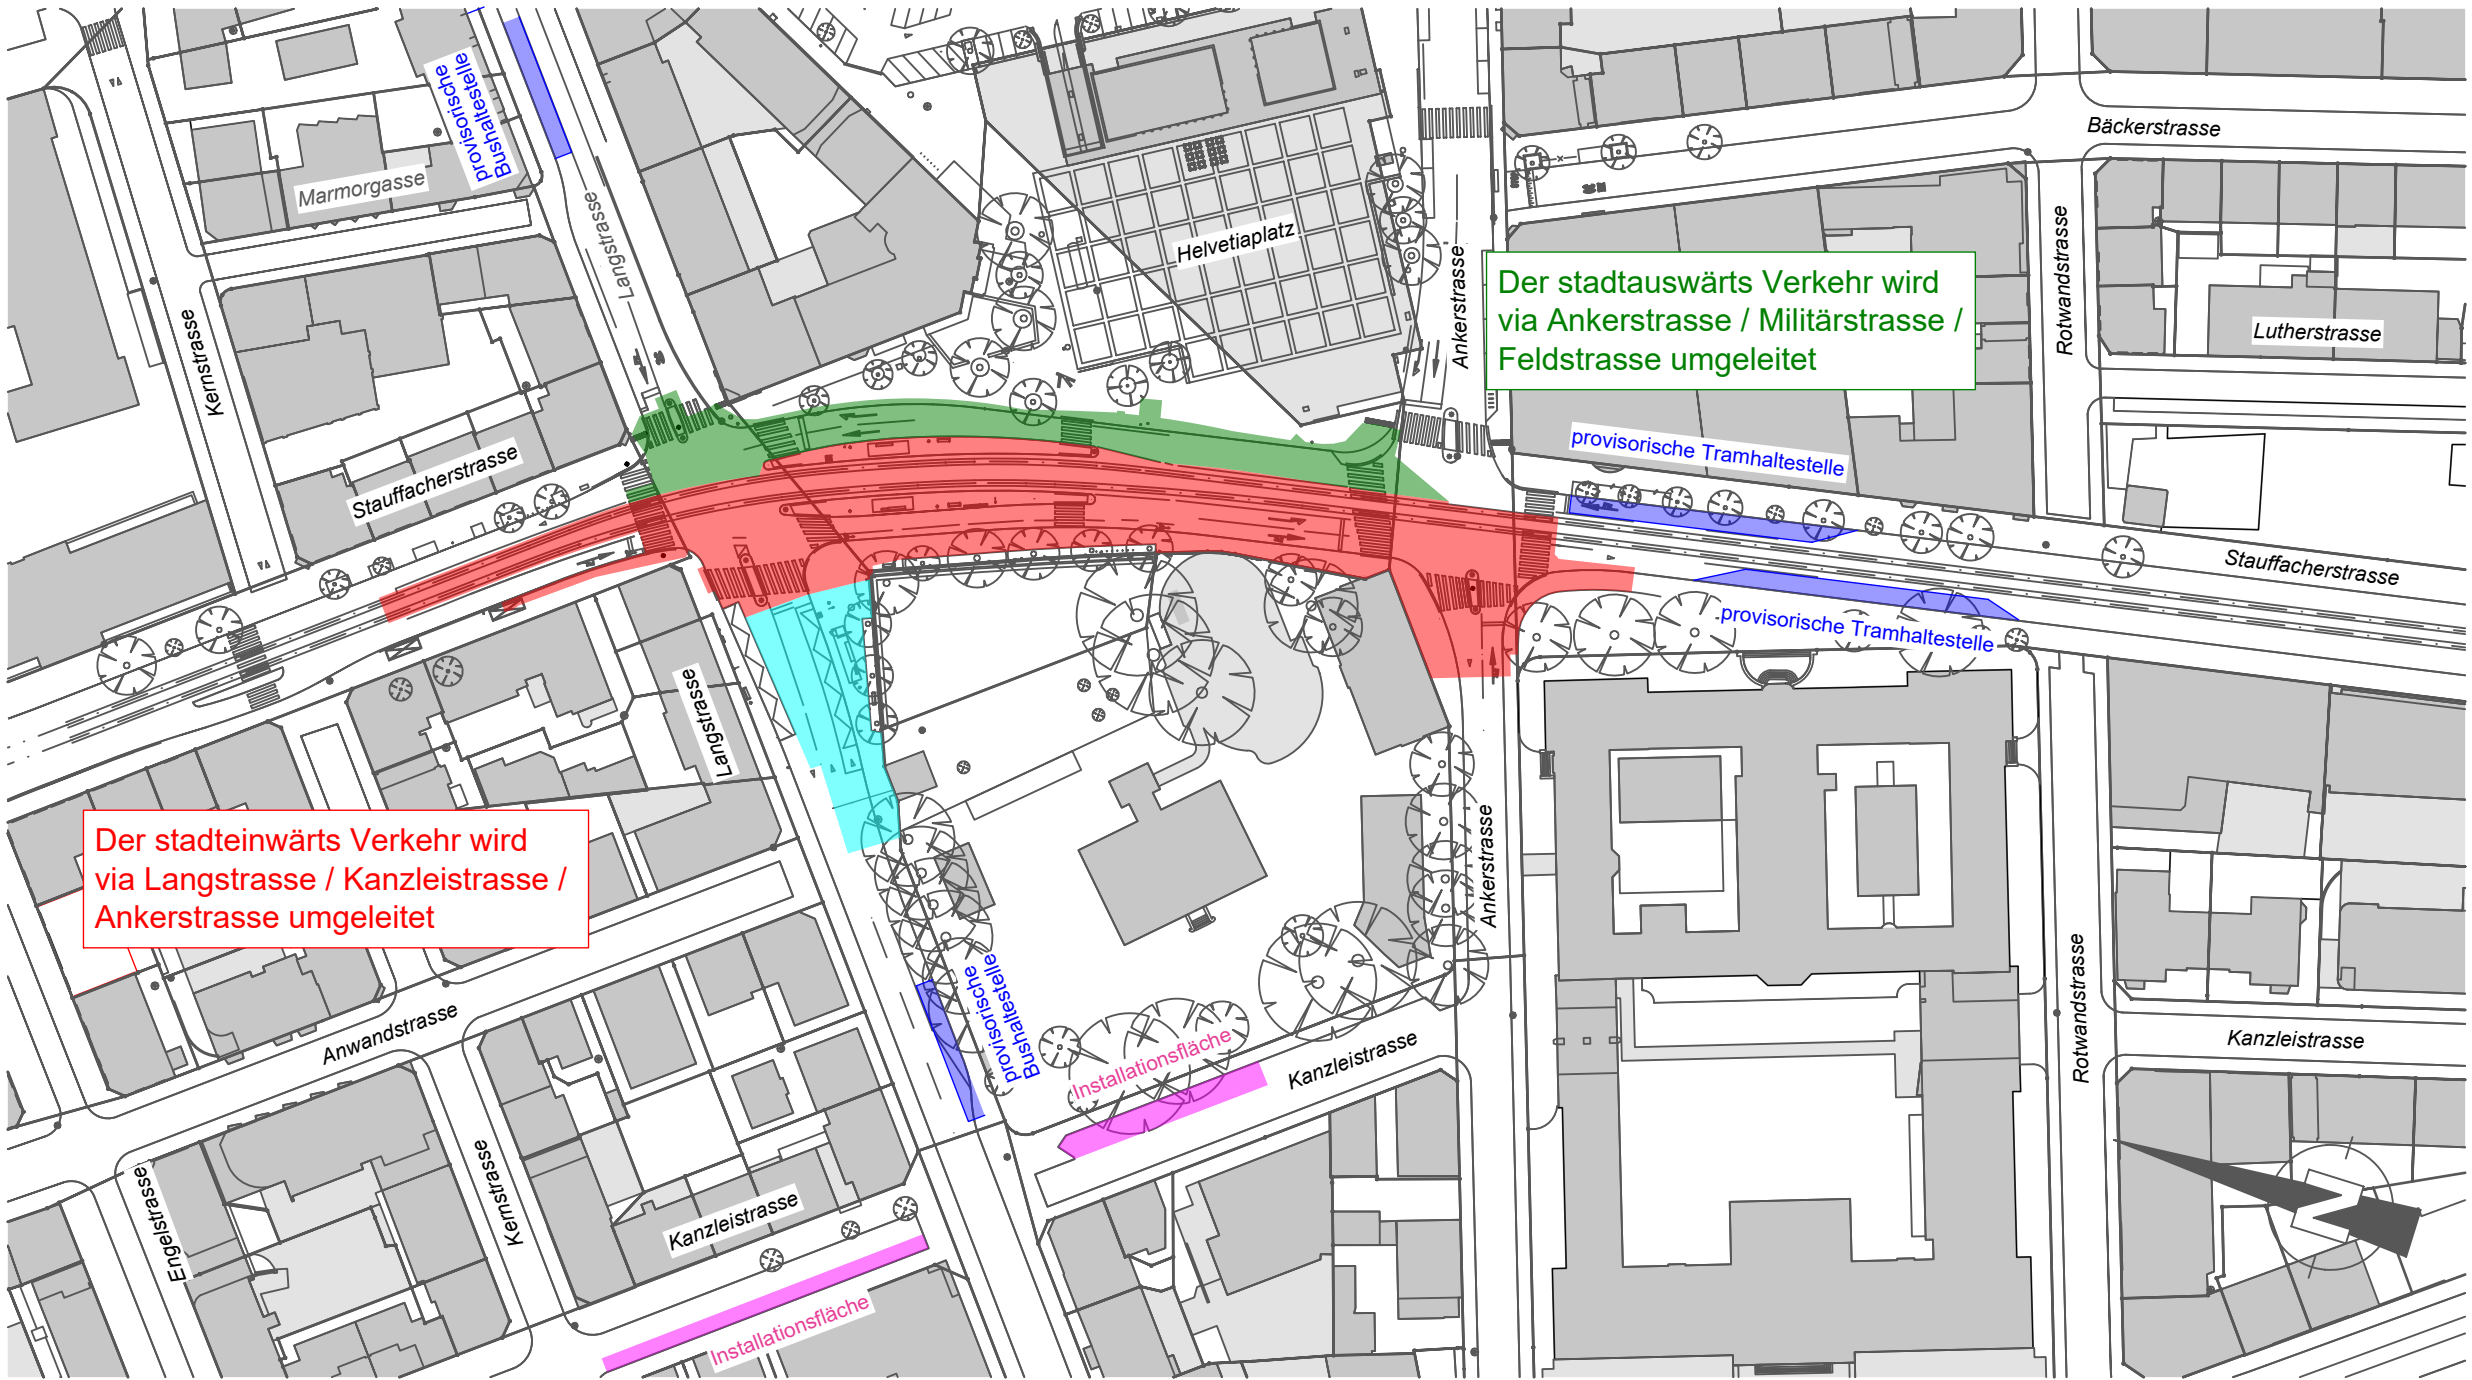 provisorische
Bushaltestelle
Marmorgasse
Langstrasse
Bäckerstrasse
Helvetiaplatz
Ankerstrasse
Rotwandstrasse
Lutherstrasse
Kernstrasse
Der stadtauswärts Verkehr wird
via Ankerstrasse / Militärstrasse /
Feldstrasse umgeleitet
Stauffacherstrasse
provisorische Tramhaltestelle
Stauffacherstrasse
provisorische Tramhaltestelle
Langstrasse
Der stadteinwärts Verkehr wird
via Langstrasse / Kanzleistrasse /
Ankerstrasse umgeleitet
Ankerstrasse
provisorische
Bushaltestelle
Anwandstrasse
Installationsfläche
Kanzleistrasse
Rotwandstrasse
Kanzleistrasse
Engelstrasse
Kernstrasse
Kanzleistrasse
Installationsfläche